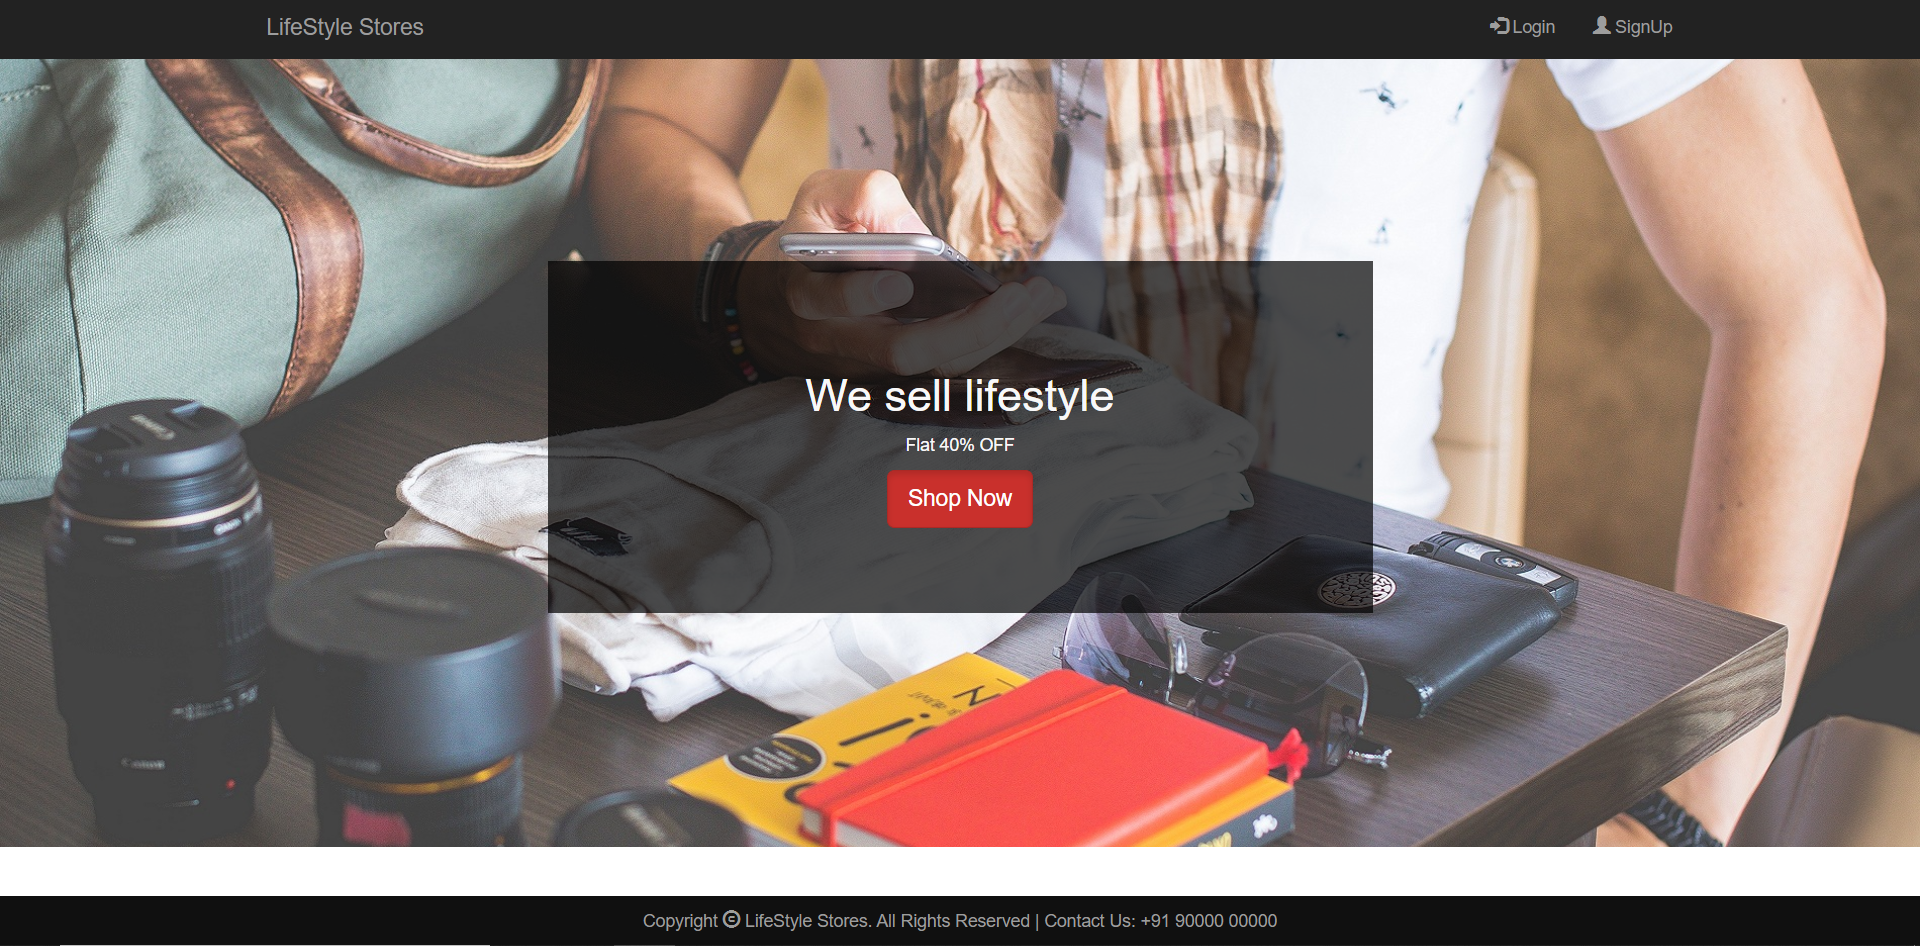 LifeStyle Stores
Login
SignUp
We sell lifestyle
Flat 40% OFF
Shop Now
Canon
Copyright © LifeStyle Stores. All Rights Reserved | Contact Us: +91 90000 00000